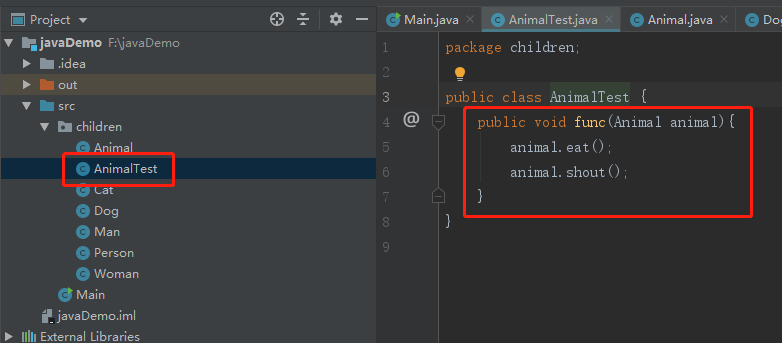 Project
javaDemo F:\javaDemo
.idea
out
src
children
Animal
AnimalTest
Cat
Dog
Man
Person
Woman
Main
javaDemo.iml
External Libraries
Main.java AnimalTest.java Animal.java Do
1 package children;
2
3 public class AnimalTest {
4 @ public void func(Animal animal){
5 animal.eat();
6 animal.shout();
7 }
8 }
9